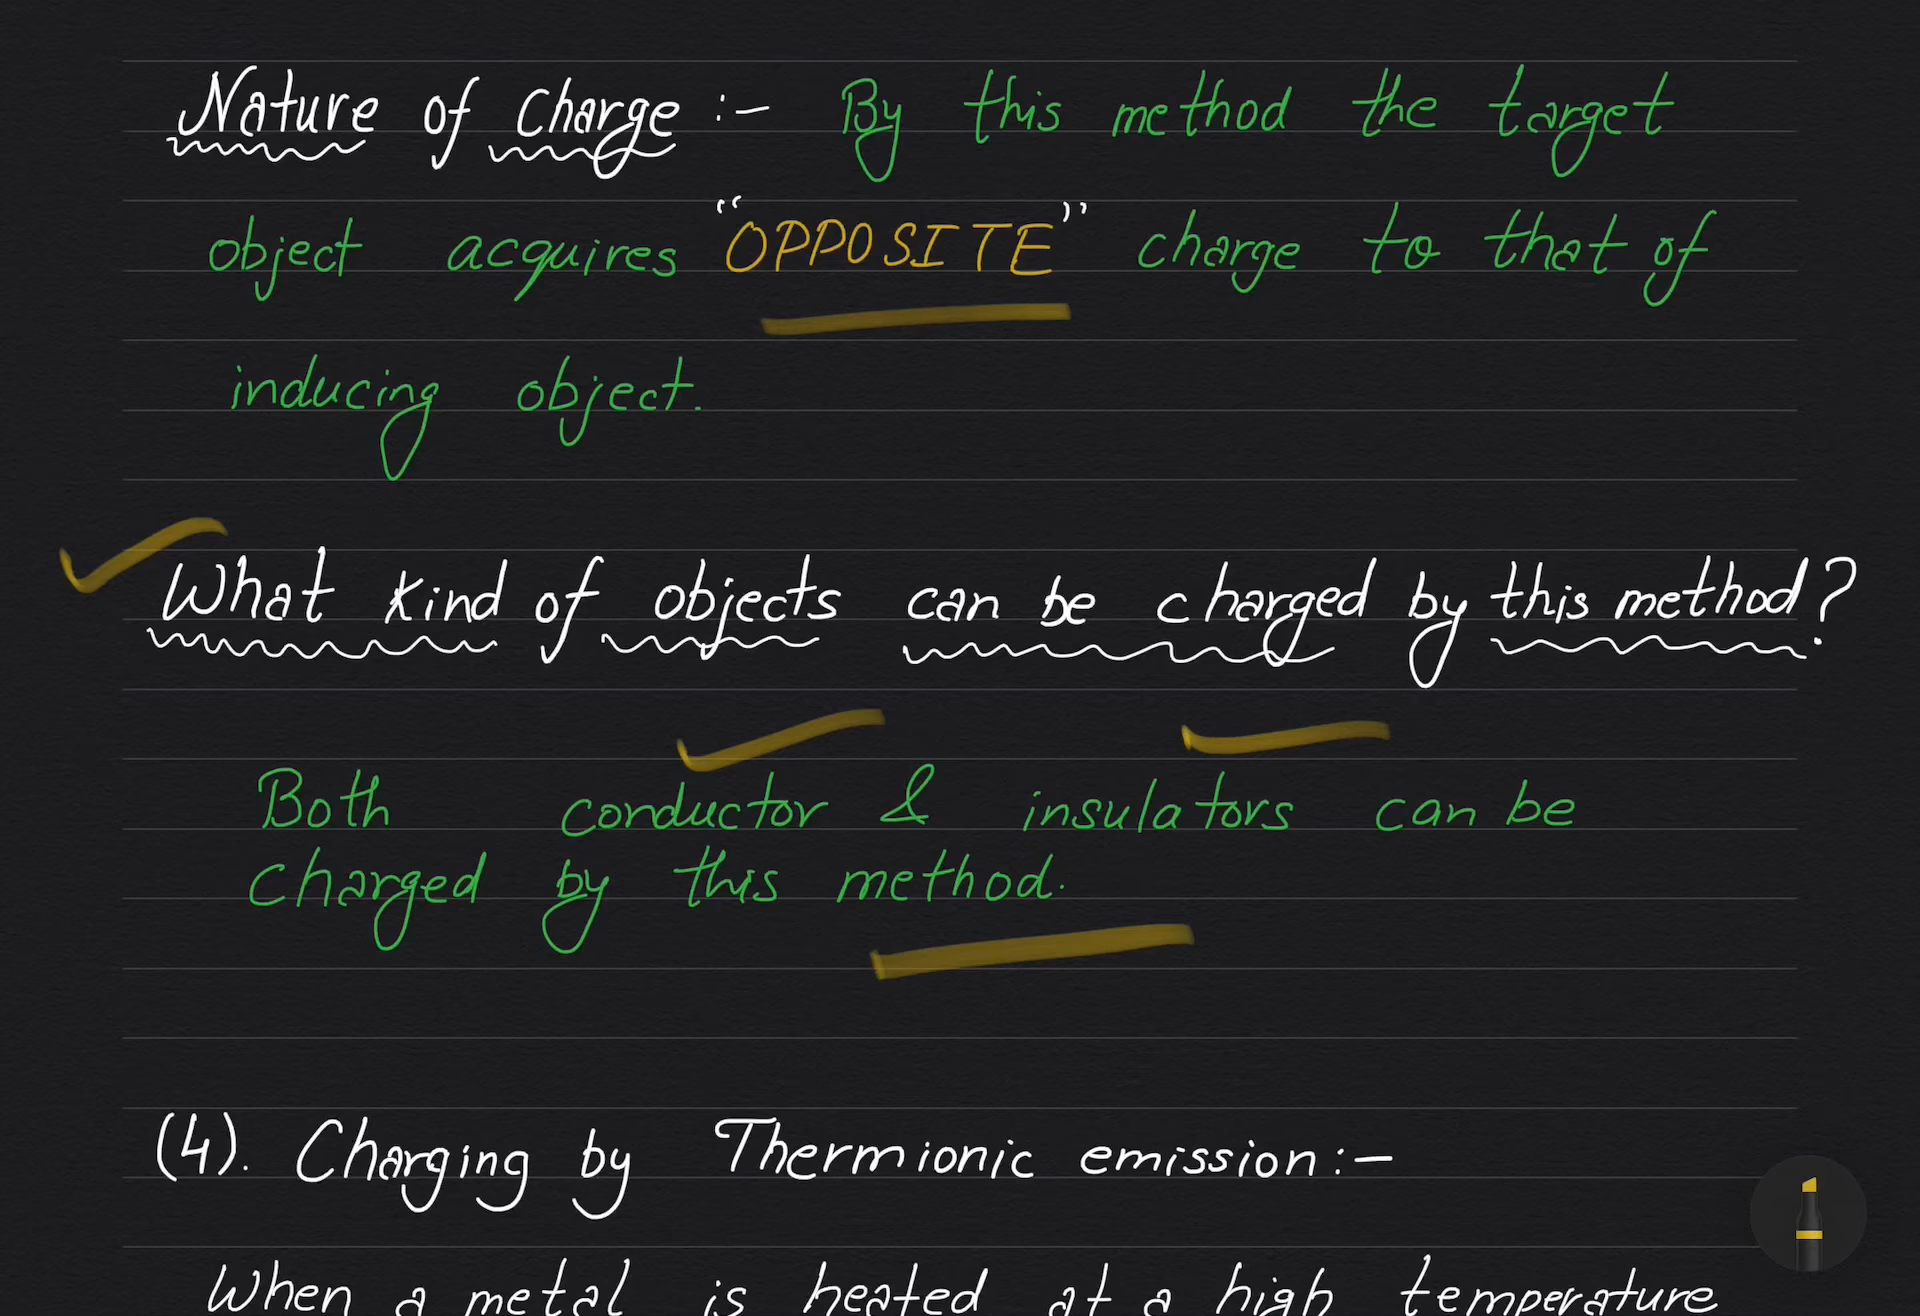 Nature of Charge :- By this method the target
object acquires "OPPOSITE" charge to that of
inducing object.
What kind of objects can be charged by this method?
Both conductor & insulators can be
charged by this method.
(4). Charging by Thermionic emission:-
When a metal is heated at a high temperature